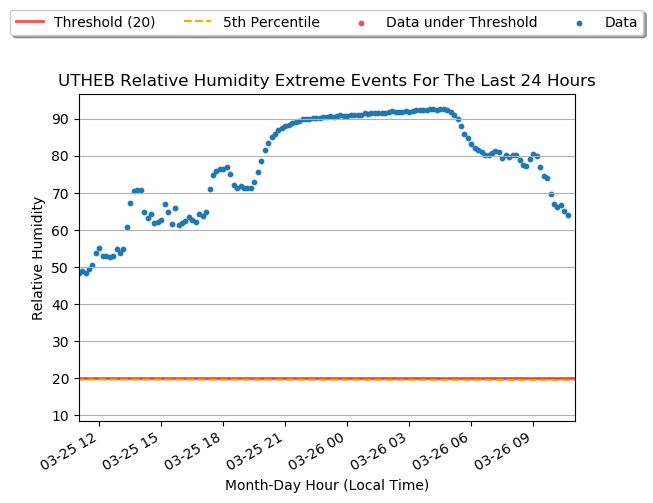 Threshold (20) 5th Percentile Data under Threshold Data
UTHEB Relative Humidity Extreme Events For The Last 24 Hours
90
80
70
60
50
40
30
20
10
Relative Humidity
03-25 12 03-25 15 03-25 18 03-25 21 03-26 00 03-26 03 03-26 06 03-26 09
Month-Day Hour (Local Time)